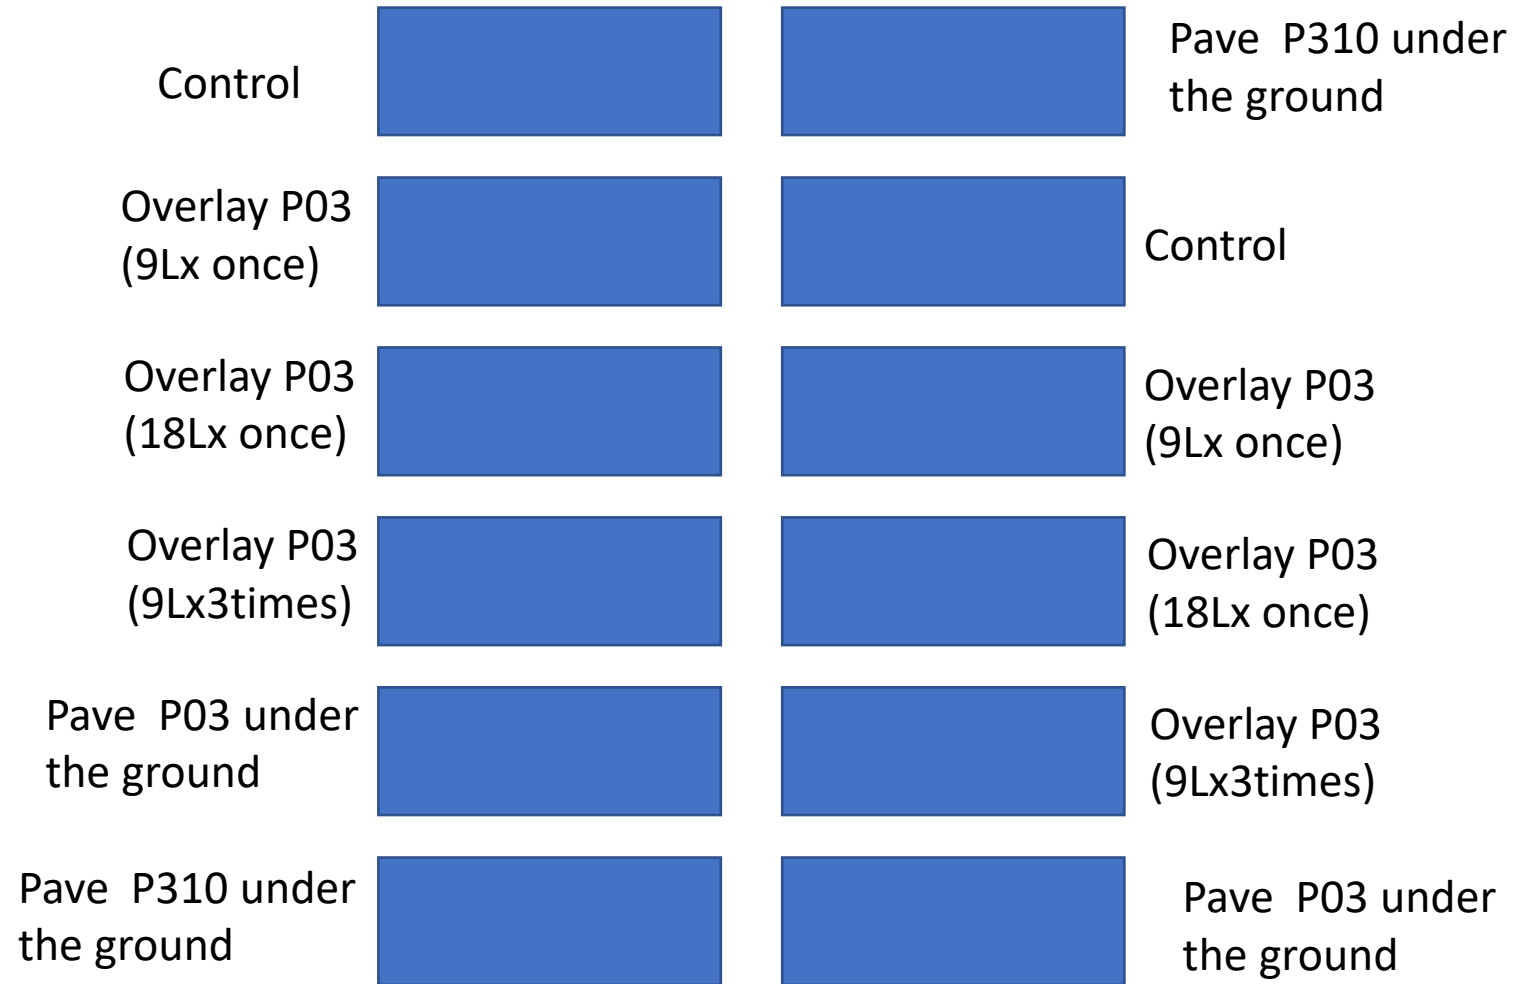 Control
Pave  P310 under
the ground
Overlay P03
(9Lx once)
Control
Overlay P03
(18Lx once)
Overlay P03
(9Lx once)
Overlay P03
(9Lx3times)
Overlay P03
(18Lx once)
Pave  P03 under
the ground
Overlay P03
(9Lx3times)
Pave  P310 under
the ground
Pave  P03 under
the ground